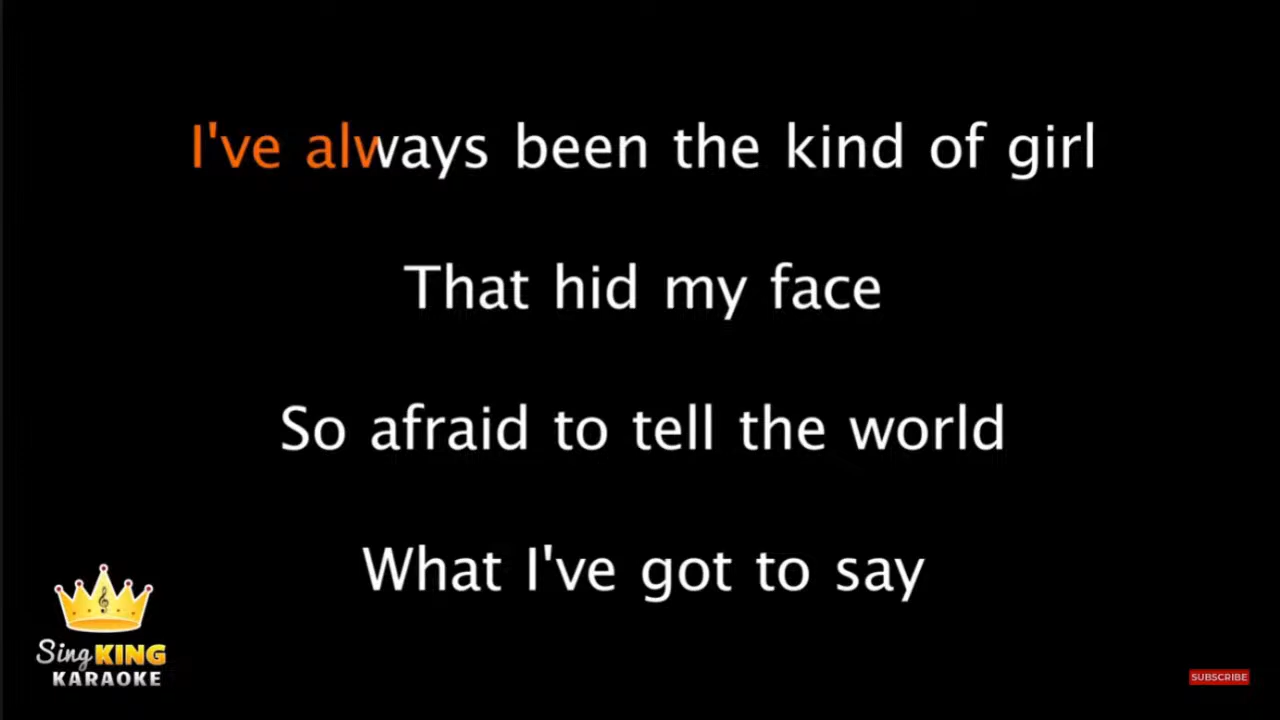 I've always been the kind of girl
That hid my face
So afraid to tell the world
What I've got to say
Sing KING
KARAOKE
SUBSCRIBE